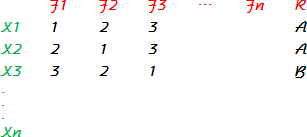 F1 F2 F3 ... Fn R
X1 1 2 3 A
X2 2 1 3 A
X3 3 2 1 B
.
.
.
Xn